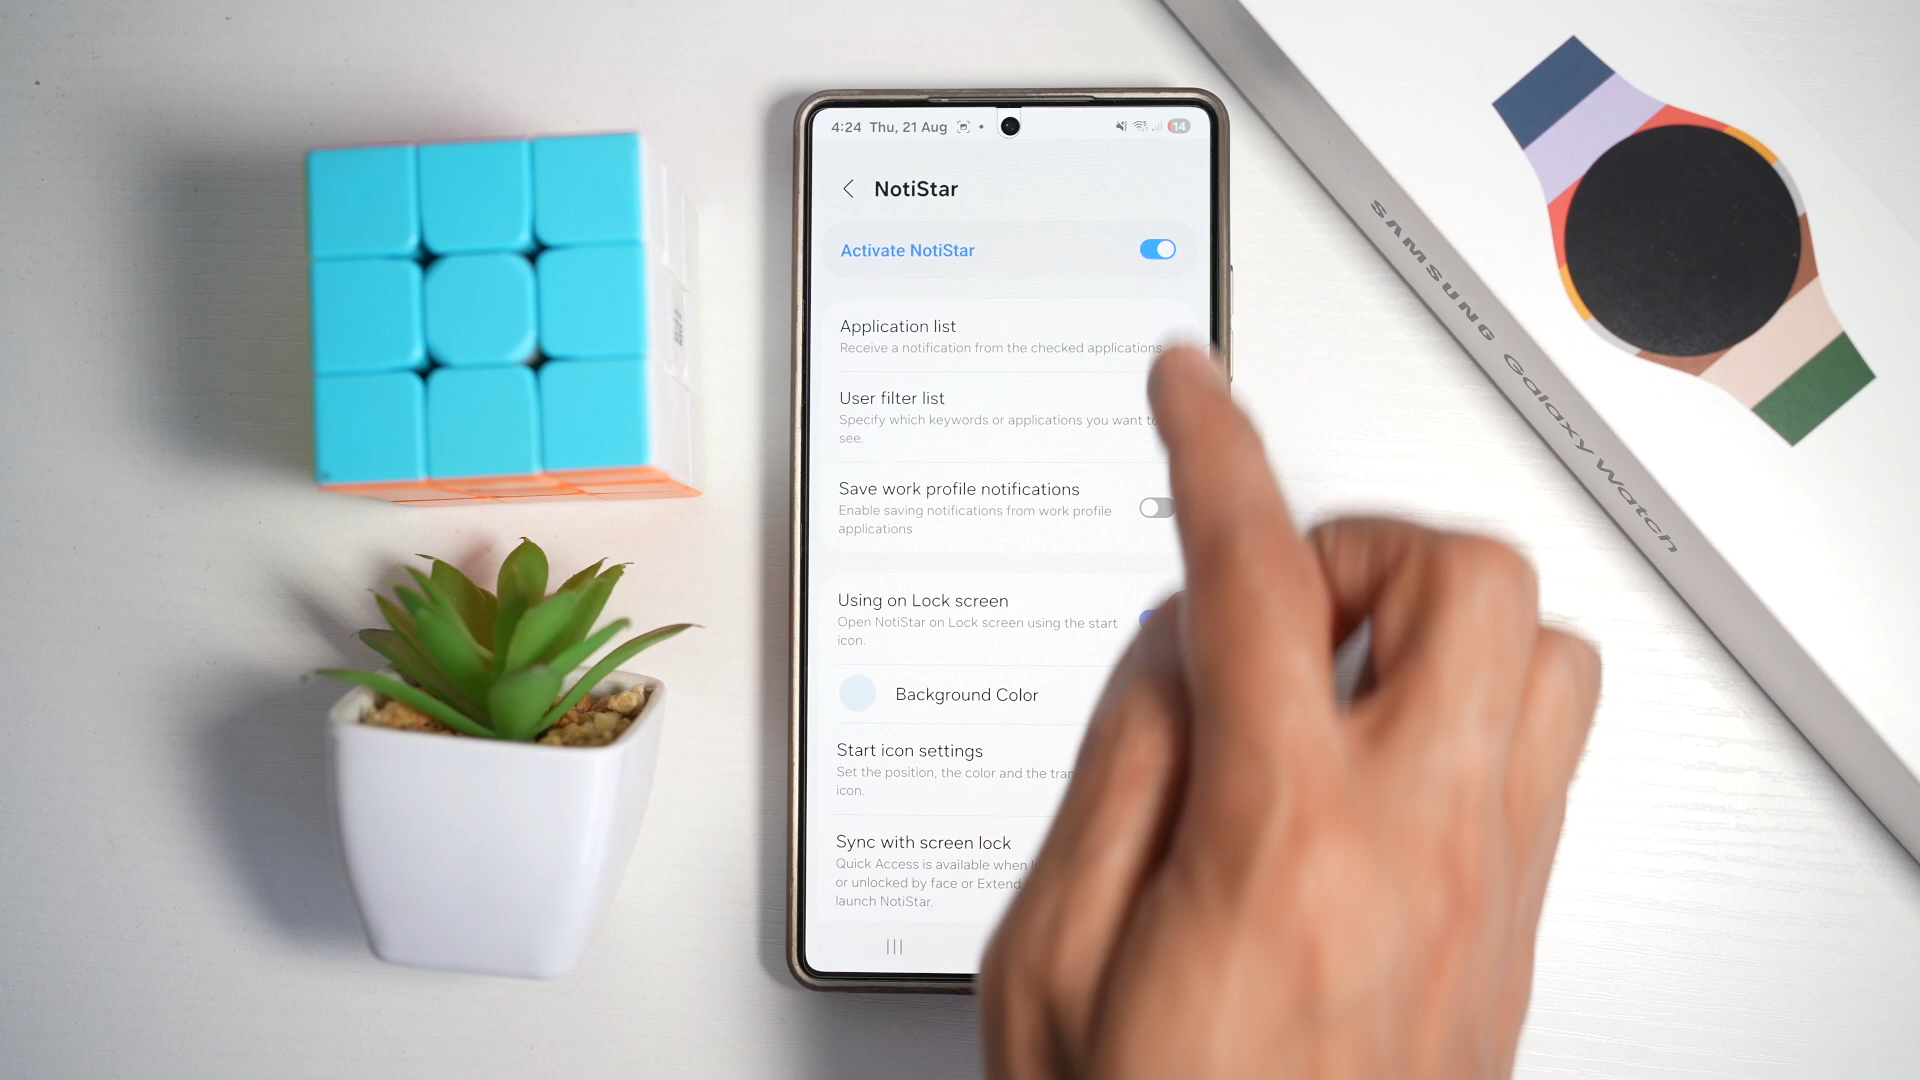 4:24 Thu, 21 Aug
14
NotiStar
Activate NotiStar
Application list
Receive a notification from the checked applications.
User filter list
Specify which keywords or applications you want to
see.
Save work profile notifications
Enable saving notifications from work profile
applications
Using on Lock screen
Open NotiStar on Lock screen using the start
icon.
Background Color
Start icon settings
Set the position, the color and the
icon.
Sync with screen lock
Quick Access is available when
or unlocked by face or Extend
launch NotiStar.
SAMSUNG Galaxy Watch